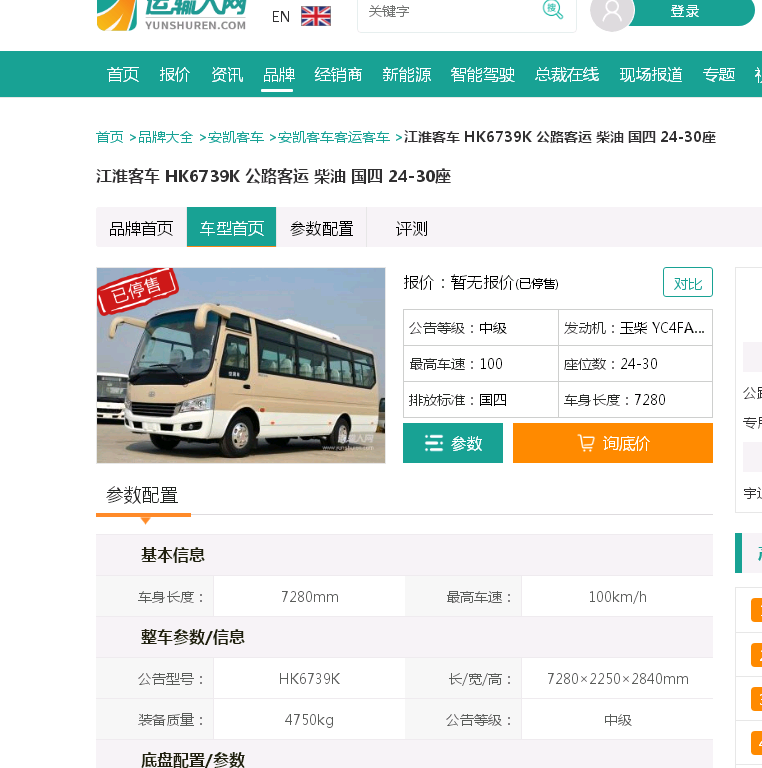 运输人网
YUNSHUREN.COM
EN
关键字
搜
登录
首页 报价 资讯 品牌 经销商 新能源 智能驾驶 总裁在线 现场报道 专题
首页 >品牌大全 >安凯客车 >安凯客车客运客车 >江淮客车 HK6739K 公路客运 柴油 国四 24-30座
江淮客车 HK6739K 公路客运 柴油 国四 24-30座
品牌首页 车型首页 参数配置 评测
已停售
www.yunshuren.com
报价：暂无报价(已停售)
对比
公告等级：中级 发动机：玉柴 YC4FA...
最高车速：100 座位数：24-30
排放标准：国四 车身长度：7280
参数 询底价
参数配置
基本信息
车身长度： 7280mm 最高车速： 100km/h
整车参数/信息
公告型号： HK6739K 长/宽/高： 7280×2250×2840mm
装备质量： 4750kg 公告等级： 中级
底盘配置/参数
公路
专用